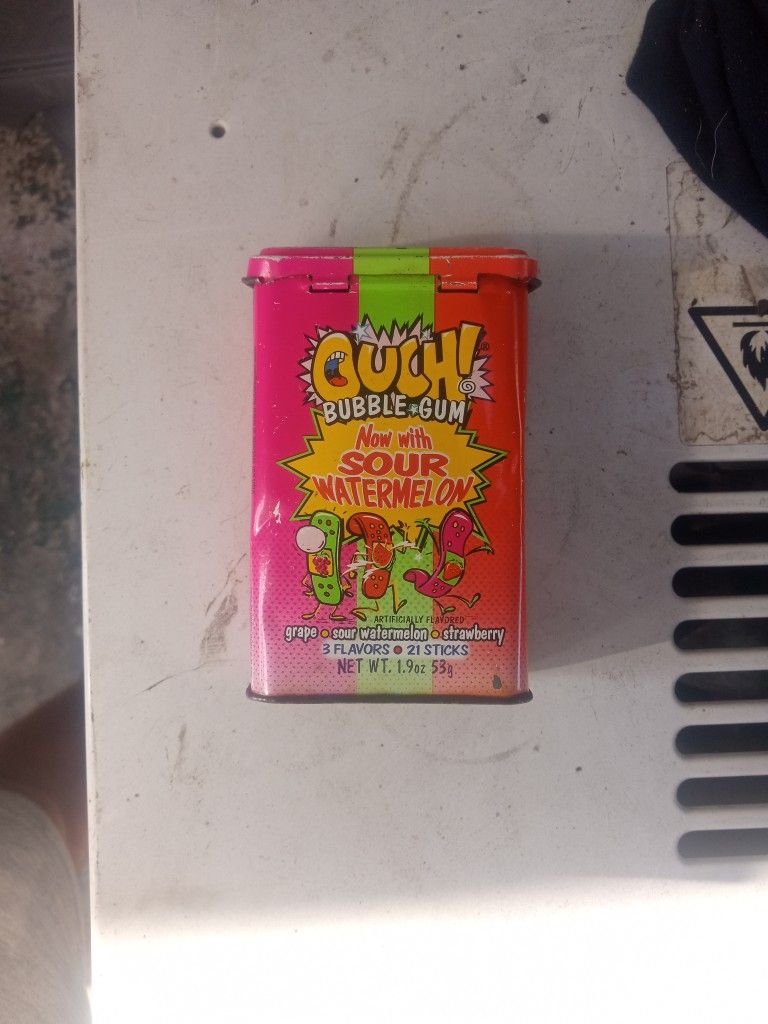 OUCH!®
BUBBLE GUM
Now with
SOUR
WATERMELON
ARTIFICIALLY FLAVORED
grape • sour watermelon • strawberry
3 FLAVORS • 21 STICKS
NET WT. 1.9oz 53g